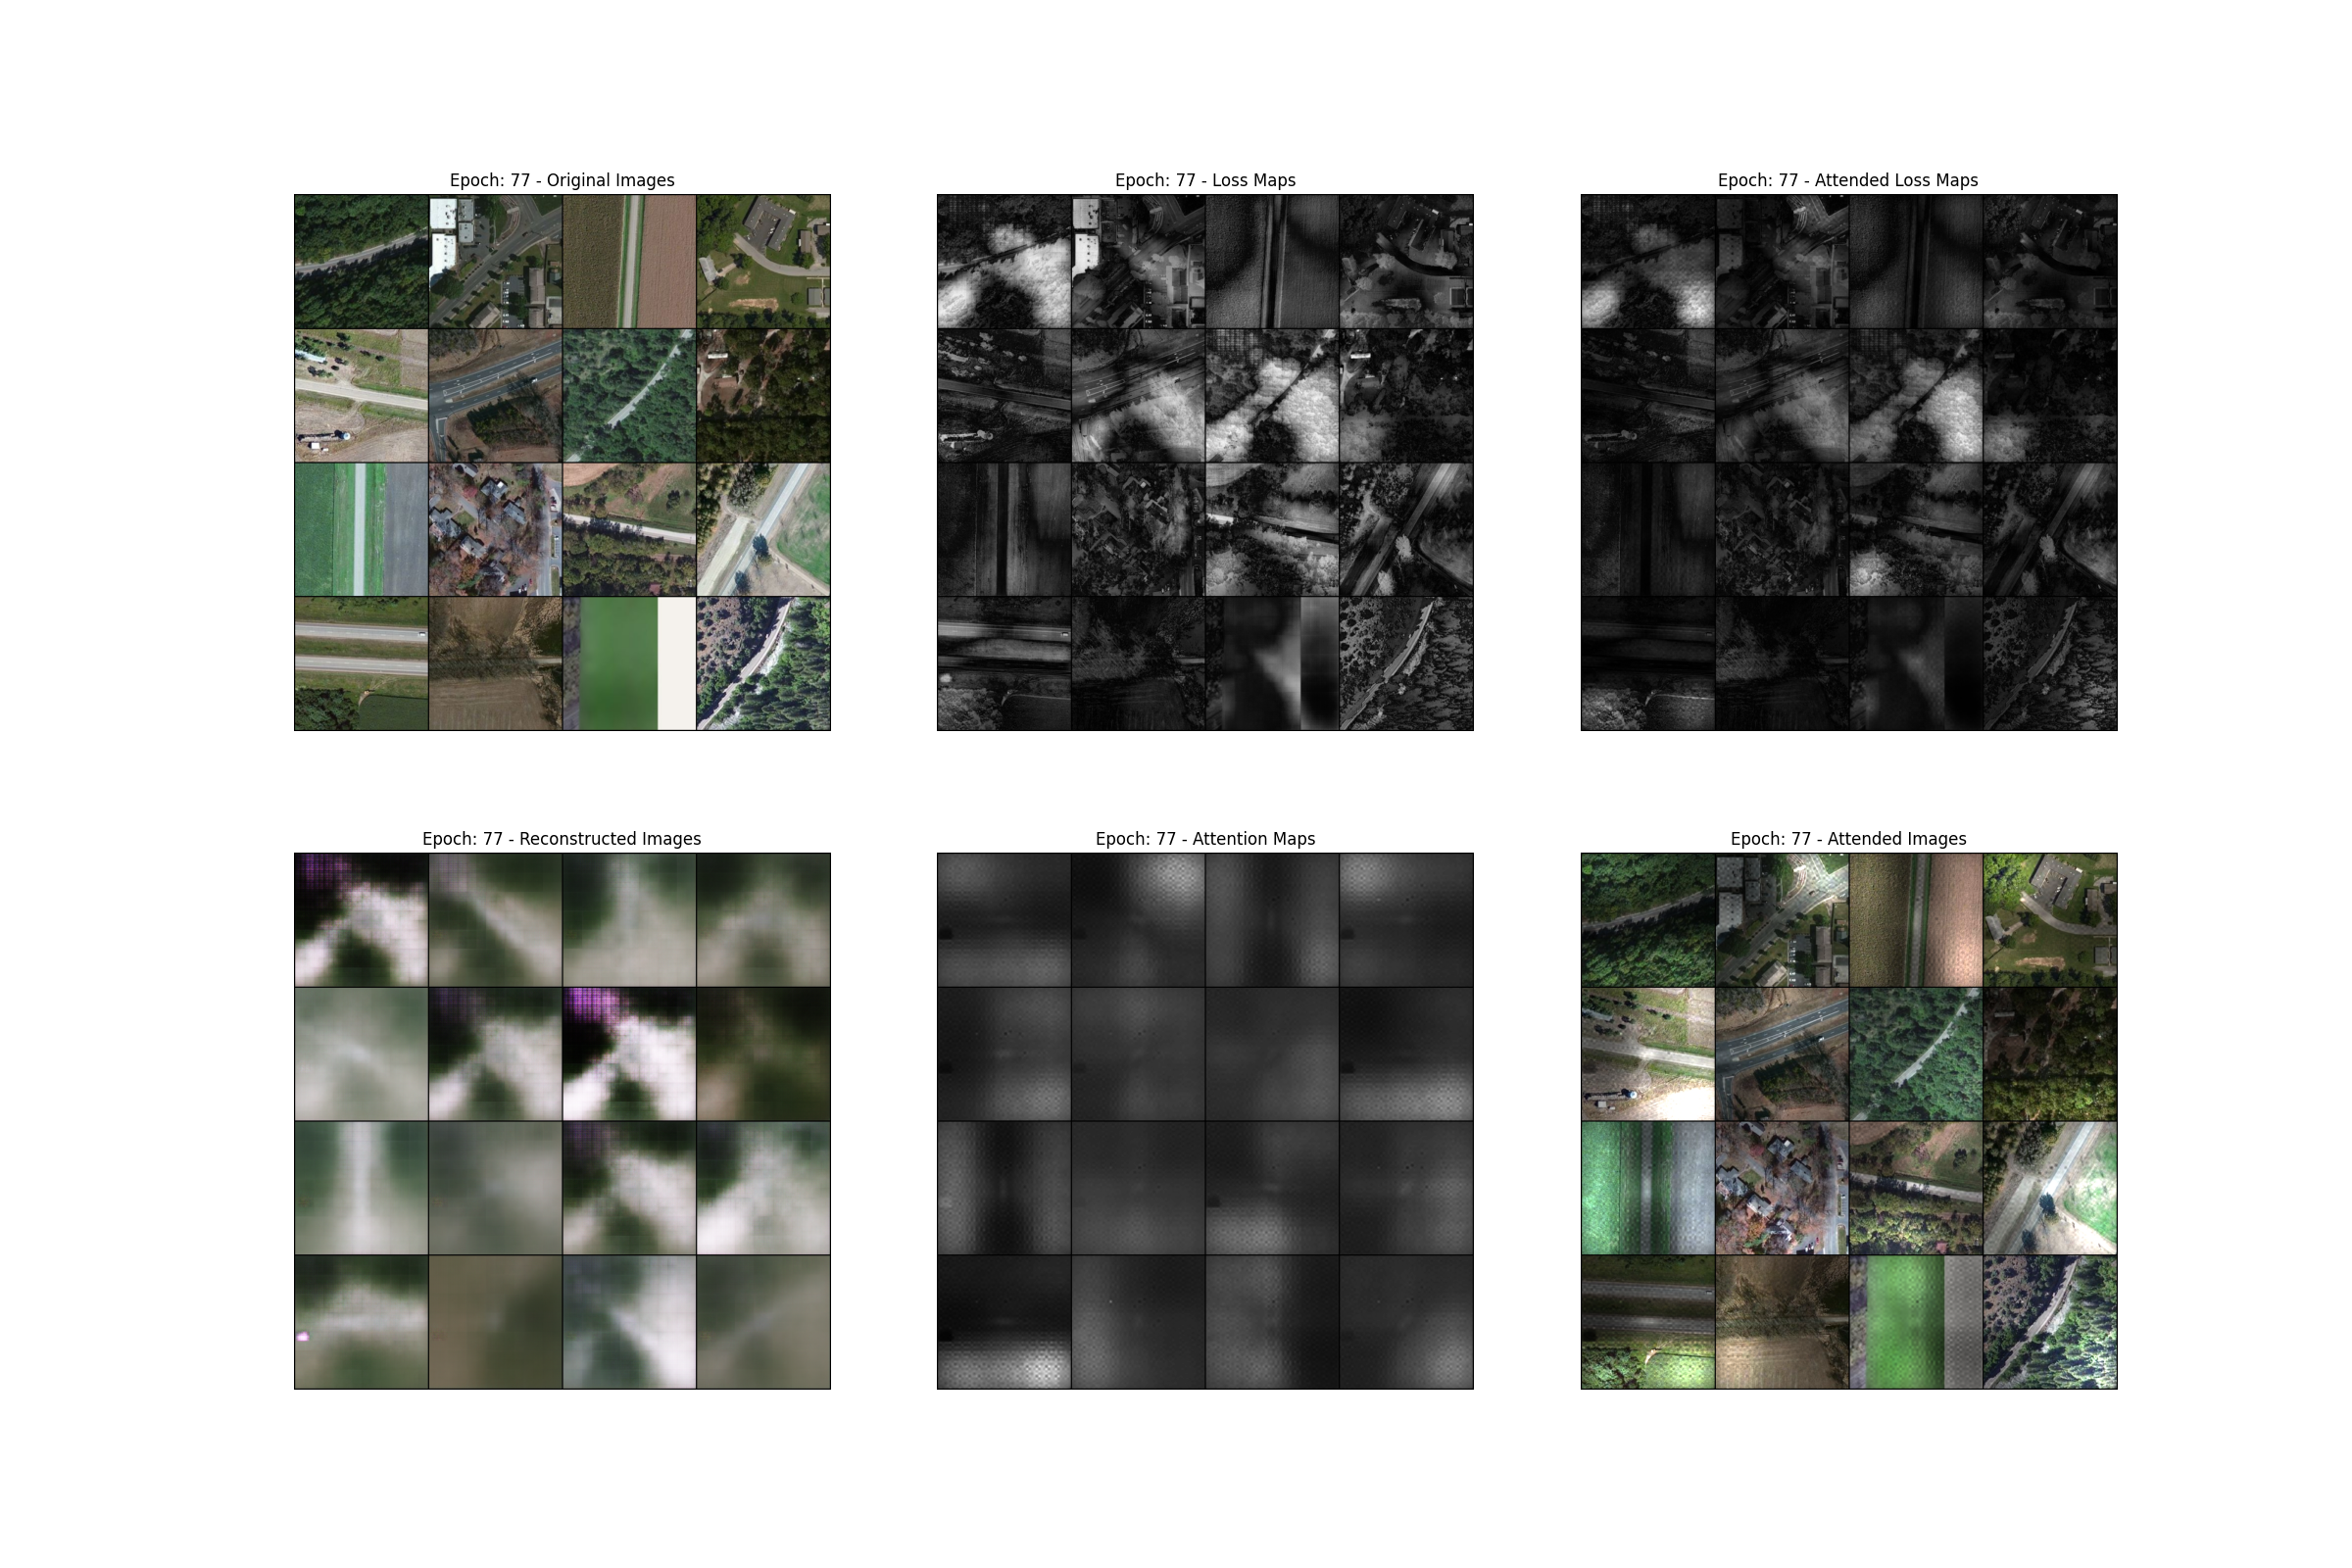 Epoch: 77 - Original Images
Epoch: 77 - Loss Maps
Epoch: 77 - Attended Loss Maps
Epoch: 77 - Reconstructed Images
Epoch: 77 - Attention Maps
Epoch: 77 - Attended Images